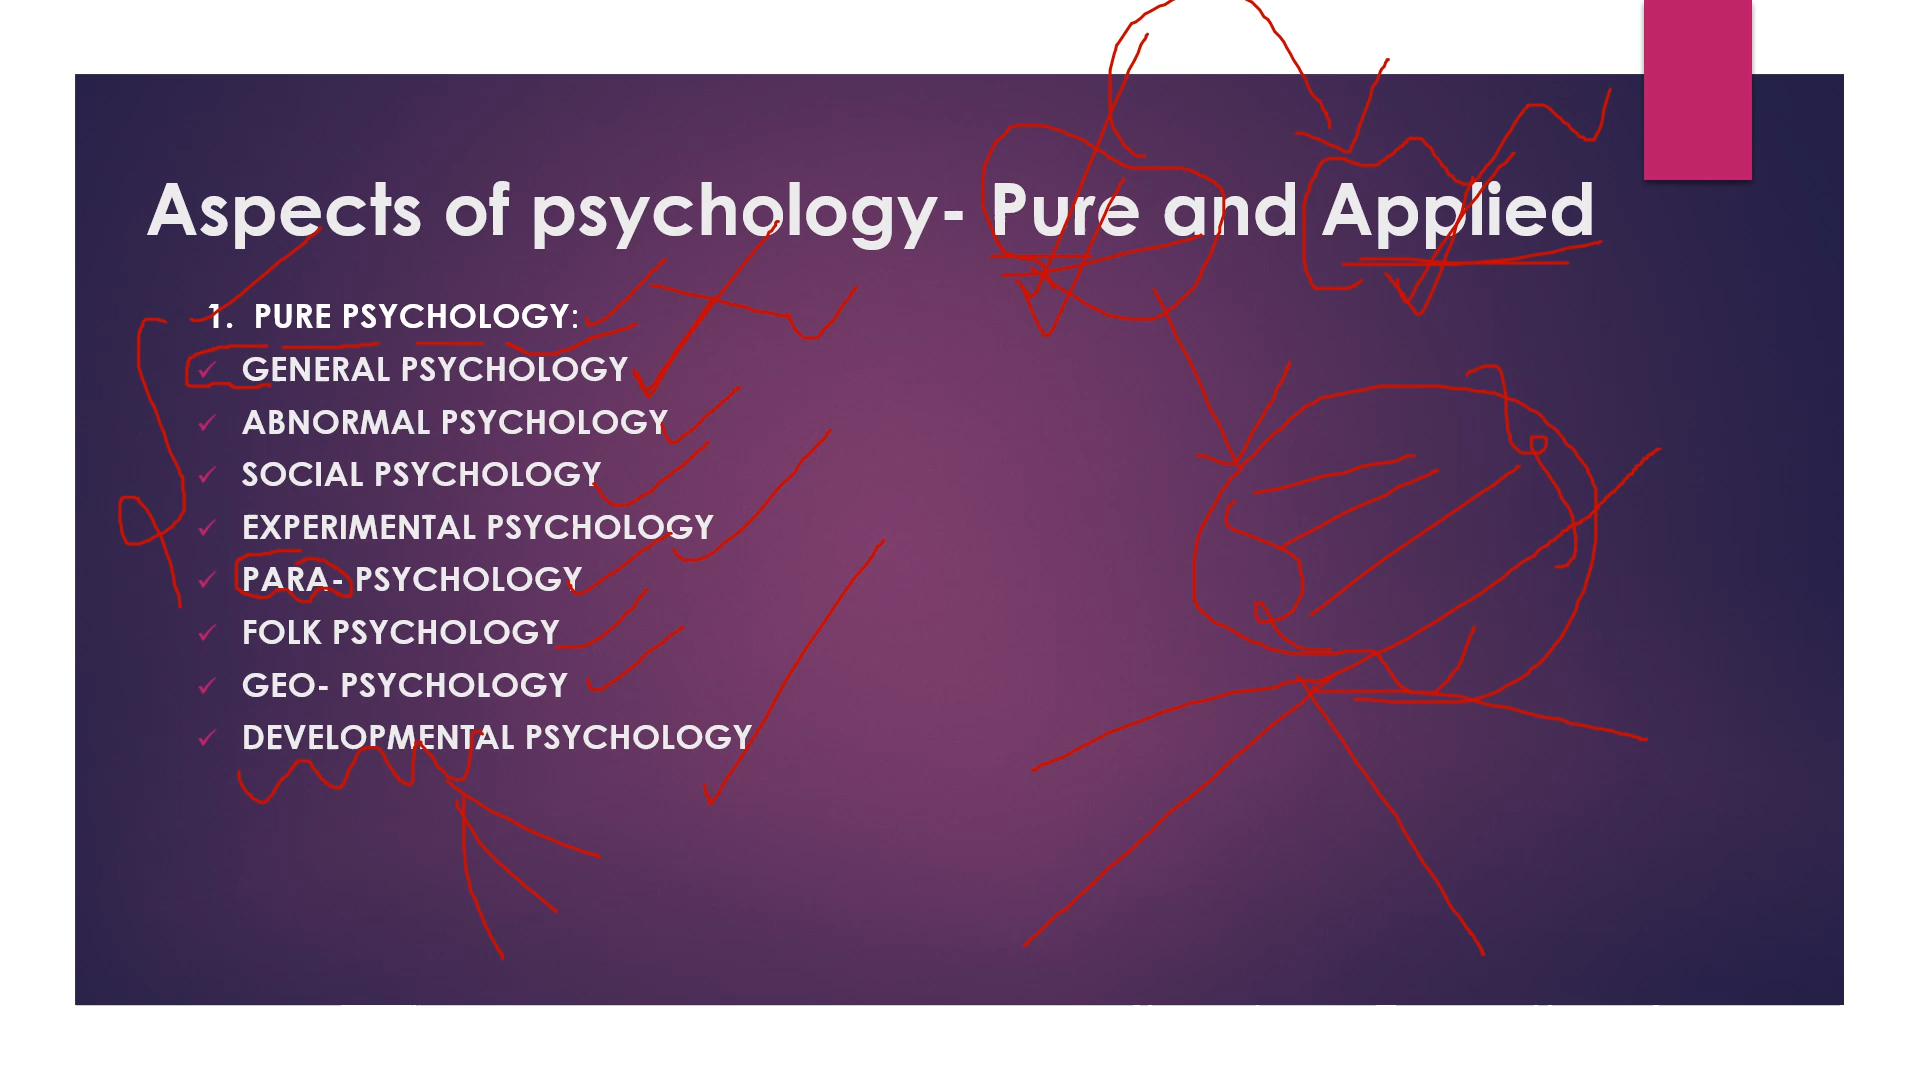 Aspects of psychology- Pure and Applied
1. PURE PSYCHOLOGY:
GENERAL PSYCHOLOGY
ABNORMAL PSYCHOLOGY
SOCIAL PSYCHOLOGY
EXPERIMENTAL PSYCHOLOGY
PARA- PSYCHOLOGY
FOLK PSYCHOLOGY
GEO- PSYCHOLOGY
DEVELOPMENTAL PSYCHOLOGY